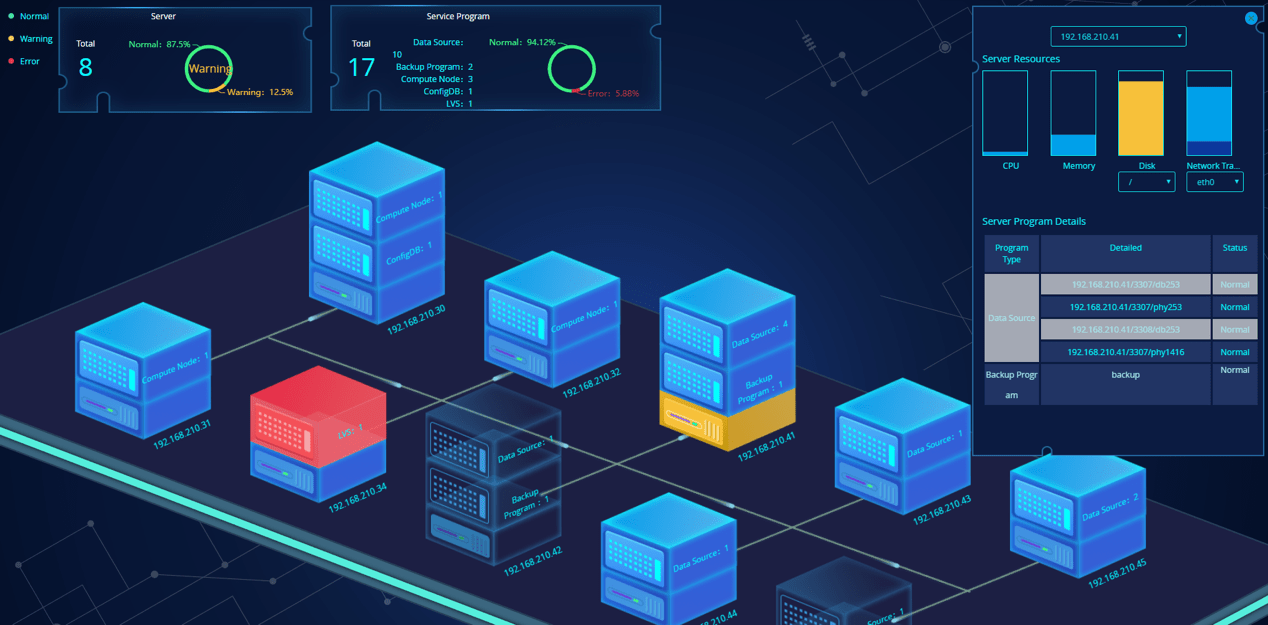 Normal
Warning
Error
Server
Total
8
Normal: 87.5%
Warning
Warning: 12.5%
Service Program
Total
17
Data Source:
10
Backup Program: 2
Compute Node: 3
ConfigDB: 1
LVS: 1
Normal: 94.12%
Error: 5.88%
192.168.210.41
Server Resources
CPU
Memory
Disk
Network Tra...
/
eth0
Server Program Details
Program
Type
Detailed
Status
Data Source
192.168.210.41/3307/db253
Normal
192.168.210.41/3307/phy253
Normal
192.168.210.41/3308/db253
Normal
192.168.210.41/3307/phy1416
Normal
Backup Progr
am
backup
Normal
Compute Node: 1
ConfigDB: 1
192.168.210.30
Compute Node: 1
192.168.210.32
Data Source: 4
Backup
Program : 1
192.168.210.41
Compute Node: 1
192.168.210.31
LVS: 1
192.168.210.34
Data Source: 1
Backup
Program : 1
192.168.210.42
Data Source: 1
192.168.210.43
Data Source: 2
192.168.210.45
Data Source: 1
192.168.210.44
Source: 1